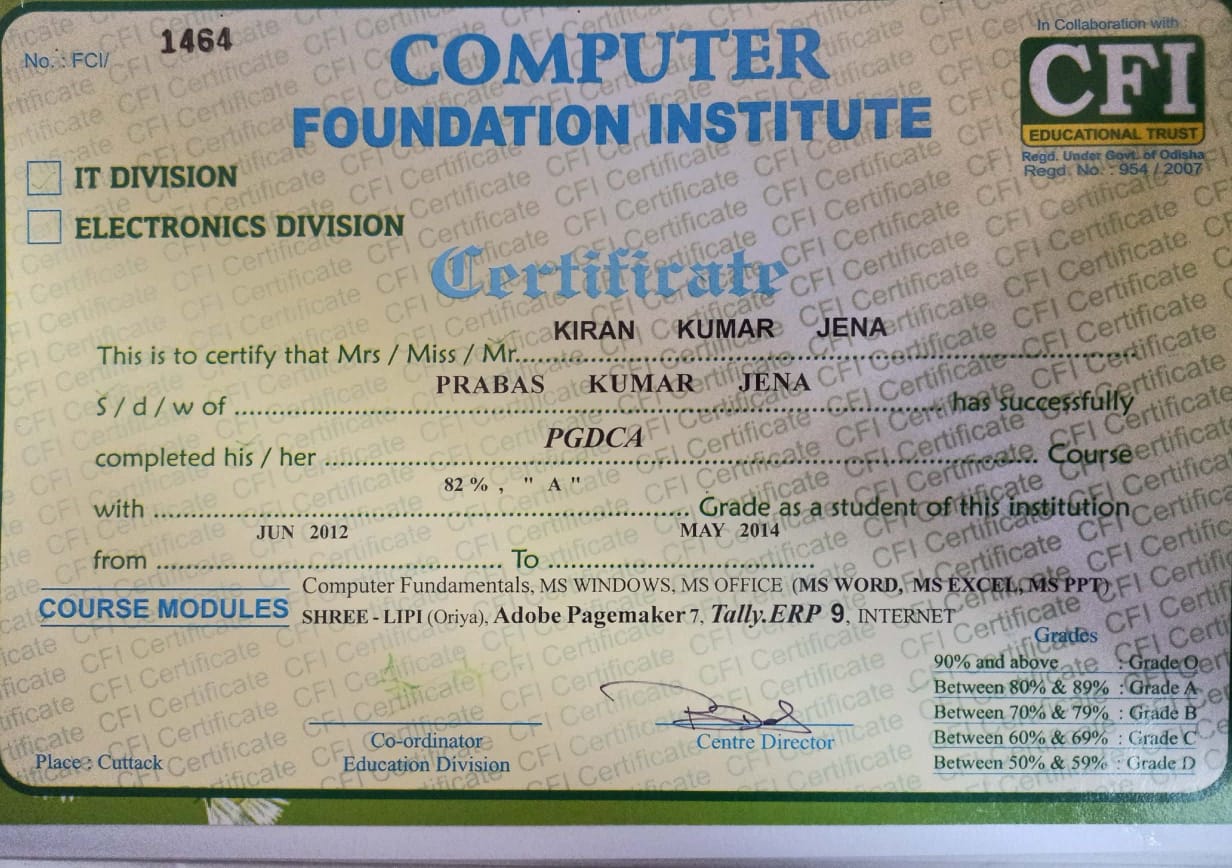 No. : FCI/ 1464
COMPUTER
FOUNDATION INSTITUTE
In Collaboration with
CFI
EDUCATIONAL TRUST
Regd. Under Govt. of Odisha
Regd. No. : 954 / 2007
IT DIVISION
ELECTRONICS DIVISION
Certificate
This is to certify that Mrs / Miss / Mr. KIRAN KUMAR JENA
S / d / w of PRABAS KUMAR JENA has successfully
completed his / her PGDCA Course
with 82 % , " A " Grade as a student of this institution
from JUN 2012 To MAY 2014
COURSE MODULES
Computer Fundamentals, MS WINDOWS, MS OFFICE (MS WORD, MS EXCEL, MS PPT)
SHREE - LIPI (Oriya), Adobe Pagemaker 7, Tally.ERP 9, INTERNET
Grades
90% and above : Grade O
Between 80% & 89% : Grade A
Between 70% & 79% : Grade B
Between 60% & 69% : Grade C
Between 50% & 59% : Grade D
Co-ordinator
Education Division
Centre Director
Place : Cuttack